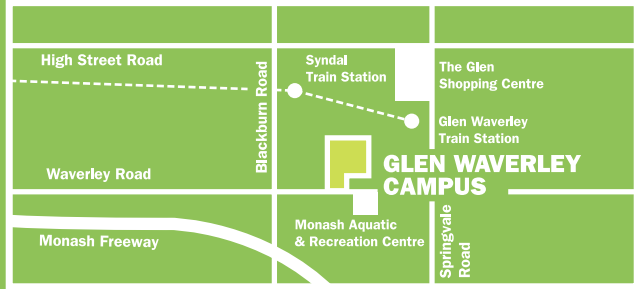 High Street Road
Syndal
Train Station
The Glen
Shopping Centre
Blackburn Road
Glen Waverley
Train Station
GLEN WAVERLEY
CAMPUS
Waverley Road
Monash Aquatic
& Recreation Centre
Springvale
Road
Monash Freeway